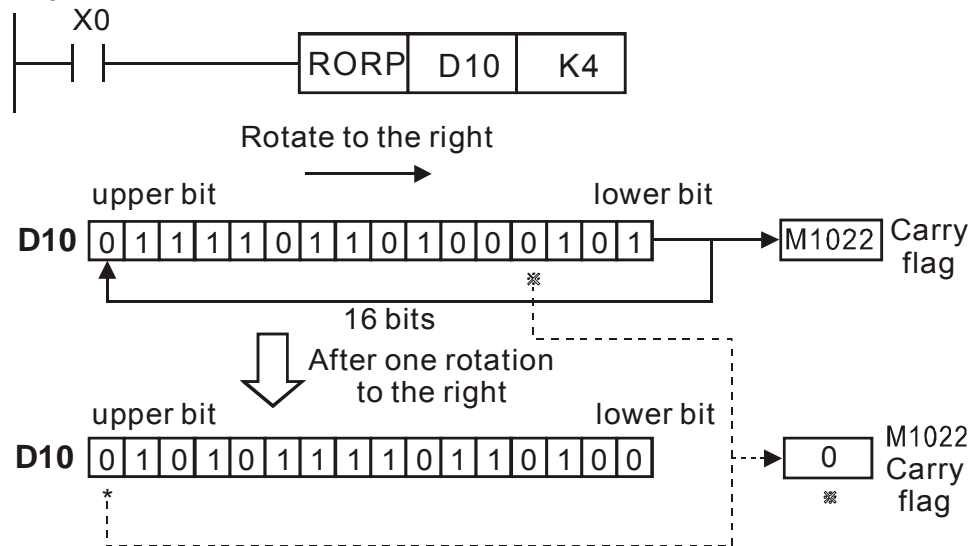 X0
RORP D10 K4
Rotate to the right
upper bit lower bit
D10 0 1 1 1 1 0 1 1 0 1 0 0 0 1 0 1 M1022 Carry flag
※
16 bits
After one rotation
to the right
upper bit lower bit
D10 0 1 0 1 0 1 1 1 1 0 1 1 0 1 0 0 0 M1022 Carry flag
* ※